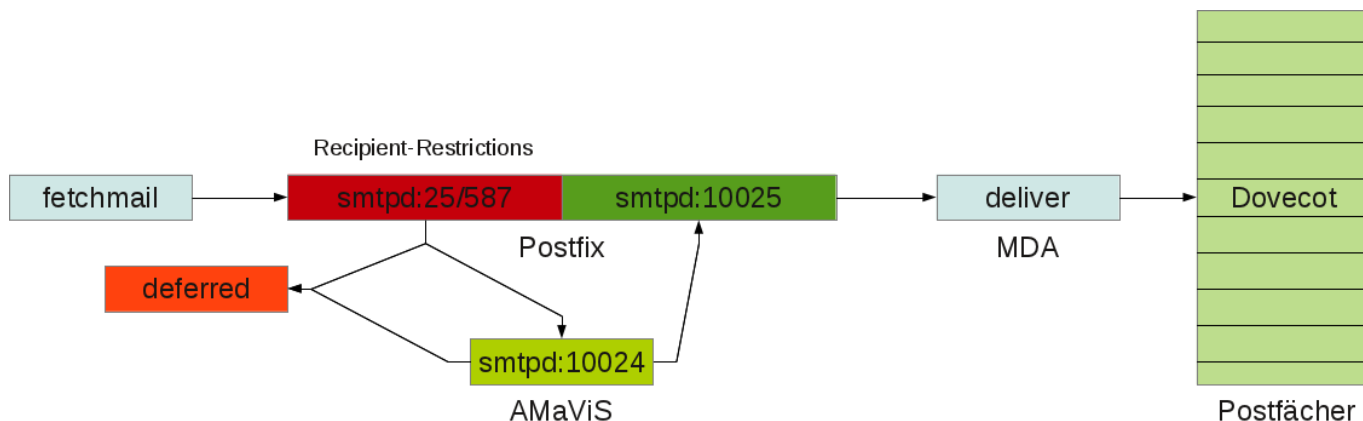 Recipient-Restrictions
fetchmail
smtpd:25/587
smtpd:10025
deliver
Dovecot
Postfix
MDA
deferred
smtpd:10024
AMaViS
Postfächer